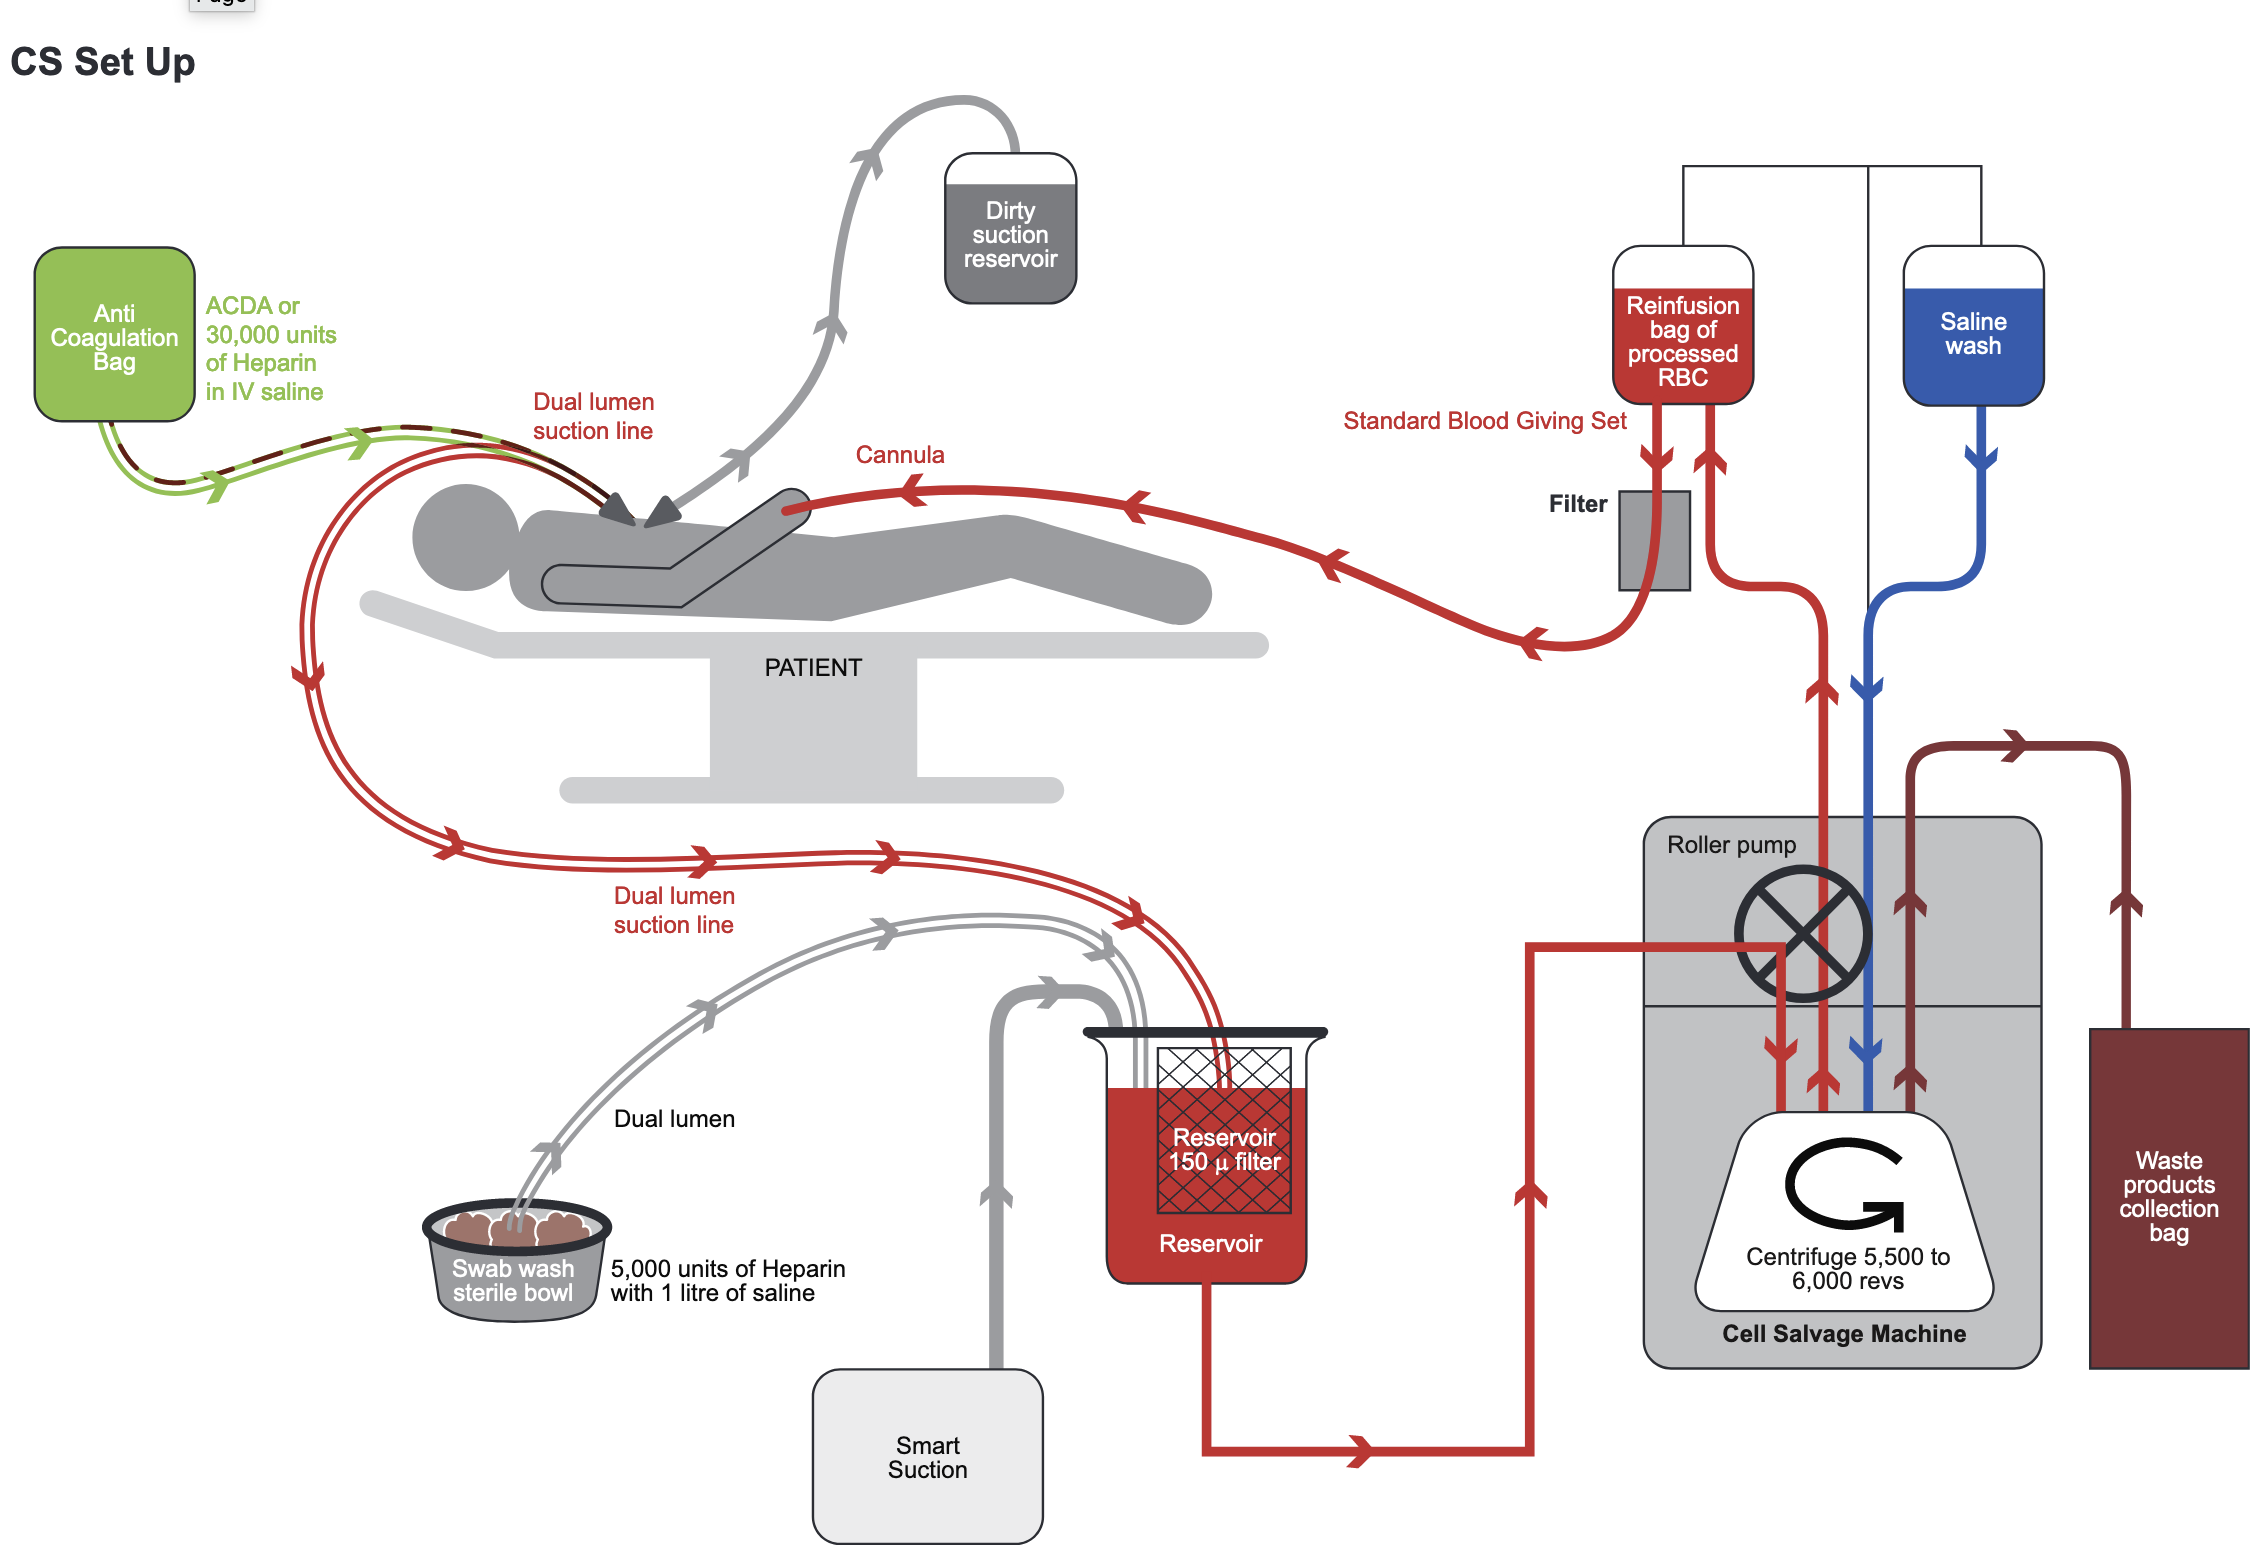 CS Set Up
Dirty
suction
reservoir
Anti
Coagulation
Bag
ACDA or
30,000 units
of Heparin
in IV saline
Dual lumen
suction line
Cannula
Reinfusion
bag of
processed
RBC
Saline
wash
Standard Blood Giving Set
Filter
PATIENT
Roller pump
Dual lumen
suction line
Dual lumen
Reservoir
150 µ filter
Reservoir
Swab wash
sterile bowl
5,000 units of Heparin
with 1 litre of saline
Centrifuge 5,500 to
6,000 revs
Cell Salvage Machine
Waste
products
collection
bag
Smart
Suction